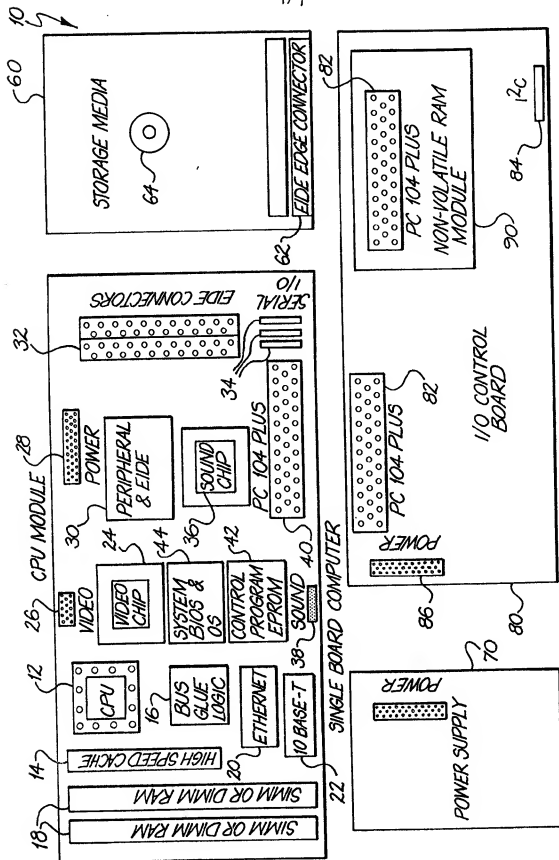 1/1
10
60
STORAGE MEDIA
64
EIDE EDGE CONNECTOR
62
CPU MODULE
32
28
26
12
14
18
EIDE CONNECTORS
SERIAL I/O
34
POWER
PERIPHERAL & EIDE
30
SOUND CHIP
36
PC 104 PLUS
40
VIDEO
24
VIDEO CHIP
44
SYSTEM BIOS & OS
42
CONTROL PROGRAM EPROM
SOUND
38
CPU
16
BUS GLUE LOGIC
20
ETHERNET
10 BASE-T
22
HIGH SPEED CACHE
SIMM OR DIMM RAM
SIMM OR DIMM RAM
SINGLE BOARD COMPUTER
82
PC 104 PLUS
NON-VOLATILE RAM MODULE
90
I²C
84
82
PC 104 PLUS
I/O CONTROL BOARD
POWER
86
80
70
POWER
POWER SUPPLY